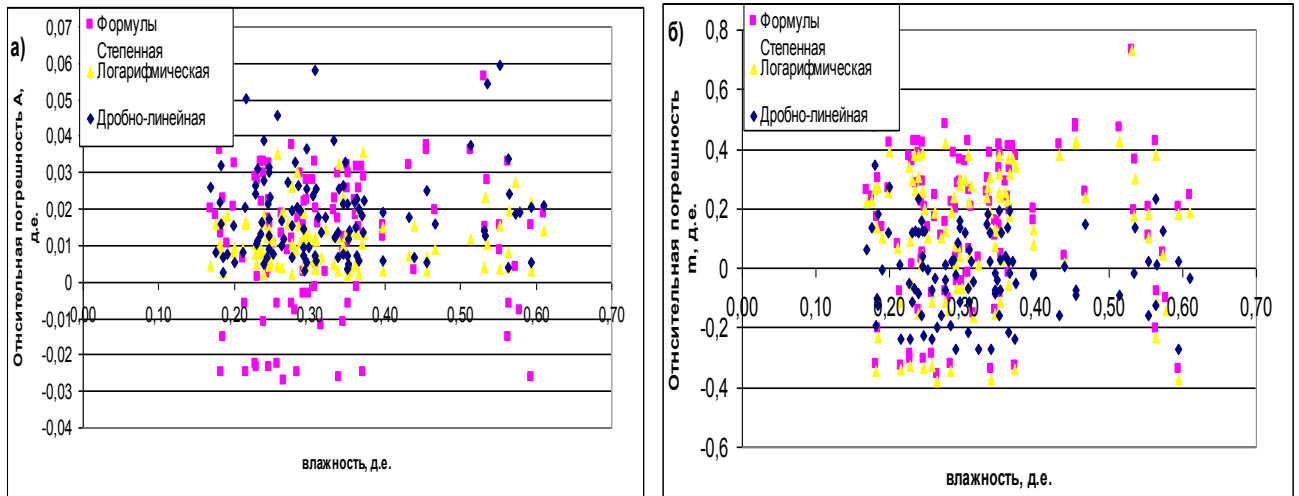 а)
Относительная погрешность А,
д.е.
0,07
0,06
0,05
0,04
0,03
0,02
0,01
0
-0,01
-0,02
-0,03
-0,04
0,00 0,10 0,20 0,30 0,40 0,50 0,60 0,70
Формулы
Степенная
Логарифмическая
Дробно-линейная
влажность, д.е.
б)
Отнсительная погрешность
m, д.е.
0,8
0,6
0,4
0,2
0
-0,2
-0,4
-0,6
0,00 0,10 0,20 0,30 0,40 0,50 0,60 0,70
Формулы
Степенная
Логарифмическая
Дробно-линейная
влажность, д.е.